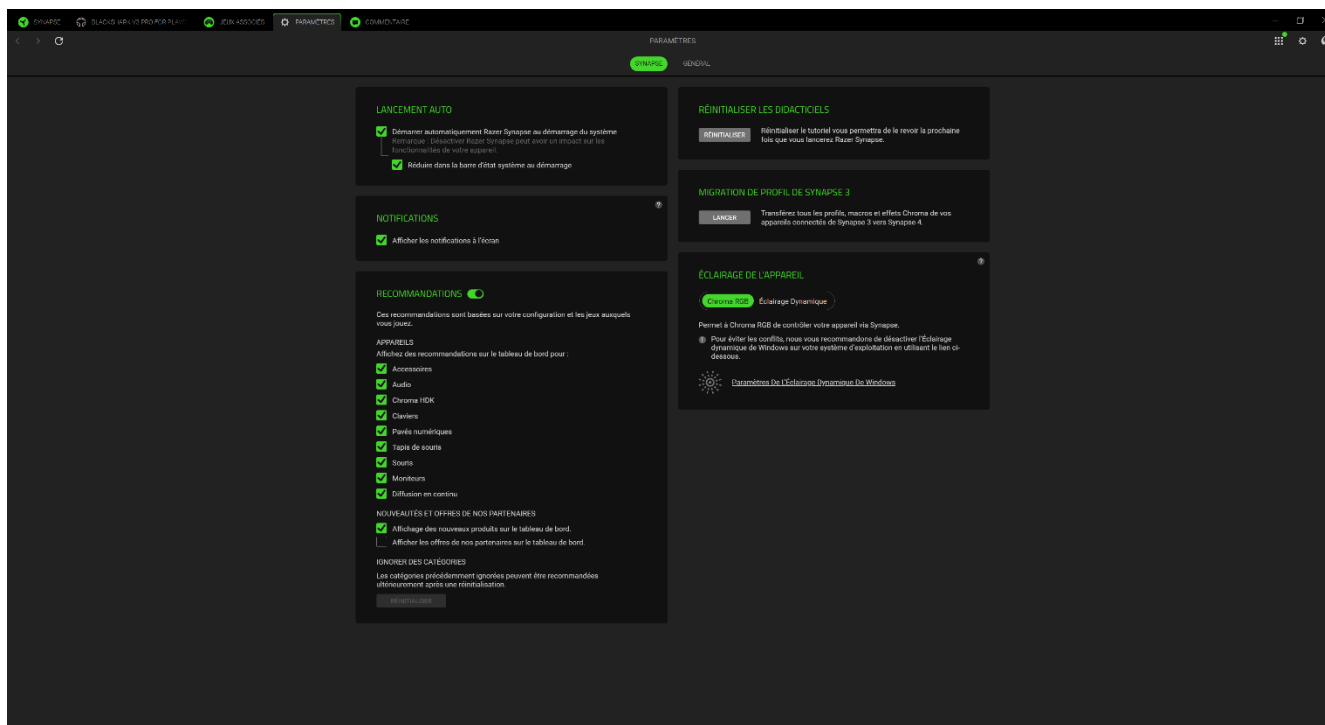 SYNAPSE
BLACKSHARK V3 PRO FOR PLAY
JEUX ASSOCIÉS
PARAMÈTRES
COMMENTAIRE
PARAMÈTRES
SYNAPSE
GÉNÉRAL
LANCEMENT AUTO
Démarrer automatiquement Razer Synapse au démarrage du système
Remarque : Désactiver Razer Synapse peut avoir un impact sur les
fonctionnalités de votre appareil.
Réduire dans la barre d'état système au démarrage
NOTIFICATIONS
Afficher les notifications à l'écran
RECOMMANDATIONS
Ces recommandations sont basées sur votre configuration et les jeux auxquels
vous jouez.
APPAREILS
Affichez des recommandations sur le tableau de bord pour :
Accessoires
Audio
Chroma HDK
Claviers
Pavés numériques
Tapis de souris
Souris
Moniteurs
Diffusion en continu
NOUVEAUTÉS ET OFFRES DE NOS PARTENAIRES
Affichage des nouveaux produits sur le tableau de bord.
Afficher les offres de nos partenaires sur le tableau de bord.
IGNORER DES CATÉGORIES
Les catégories précédemment ignorées peuvent être recommandées
ultérieurement après une réinitialisation.
RÉINITIALISER
RÉINITIALISER LES DIDACTICIELS
RÉINITIALISER
Réinitialiser le tutoriel vous permettra de le revoir la prochaine
fois que vous lancerez Razer Synapse.
MIGRATION DE PROFIL DE SYNAPSE 3
LANCER
Transférez tous les profils, macros et effets Chroma de vos
appareils connectés de Synapse 3 vers Synapse 4.
ÉCLAIRAGE DE L'APPAREIL
Chroma RGB
Éclairage Dynamique
Permet à Chroma RGB de contrôler votre appareil via Synapse.
Pour éviter les conflits, nous vous recommandons de désactiver l'Éclairage
dynamique de Windows sur votre système d'exploitation en utilisant le lien ci-
dessous.
Paramètres De L'Éclairage Dynamique De Windows